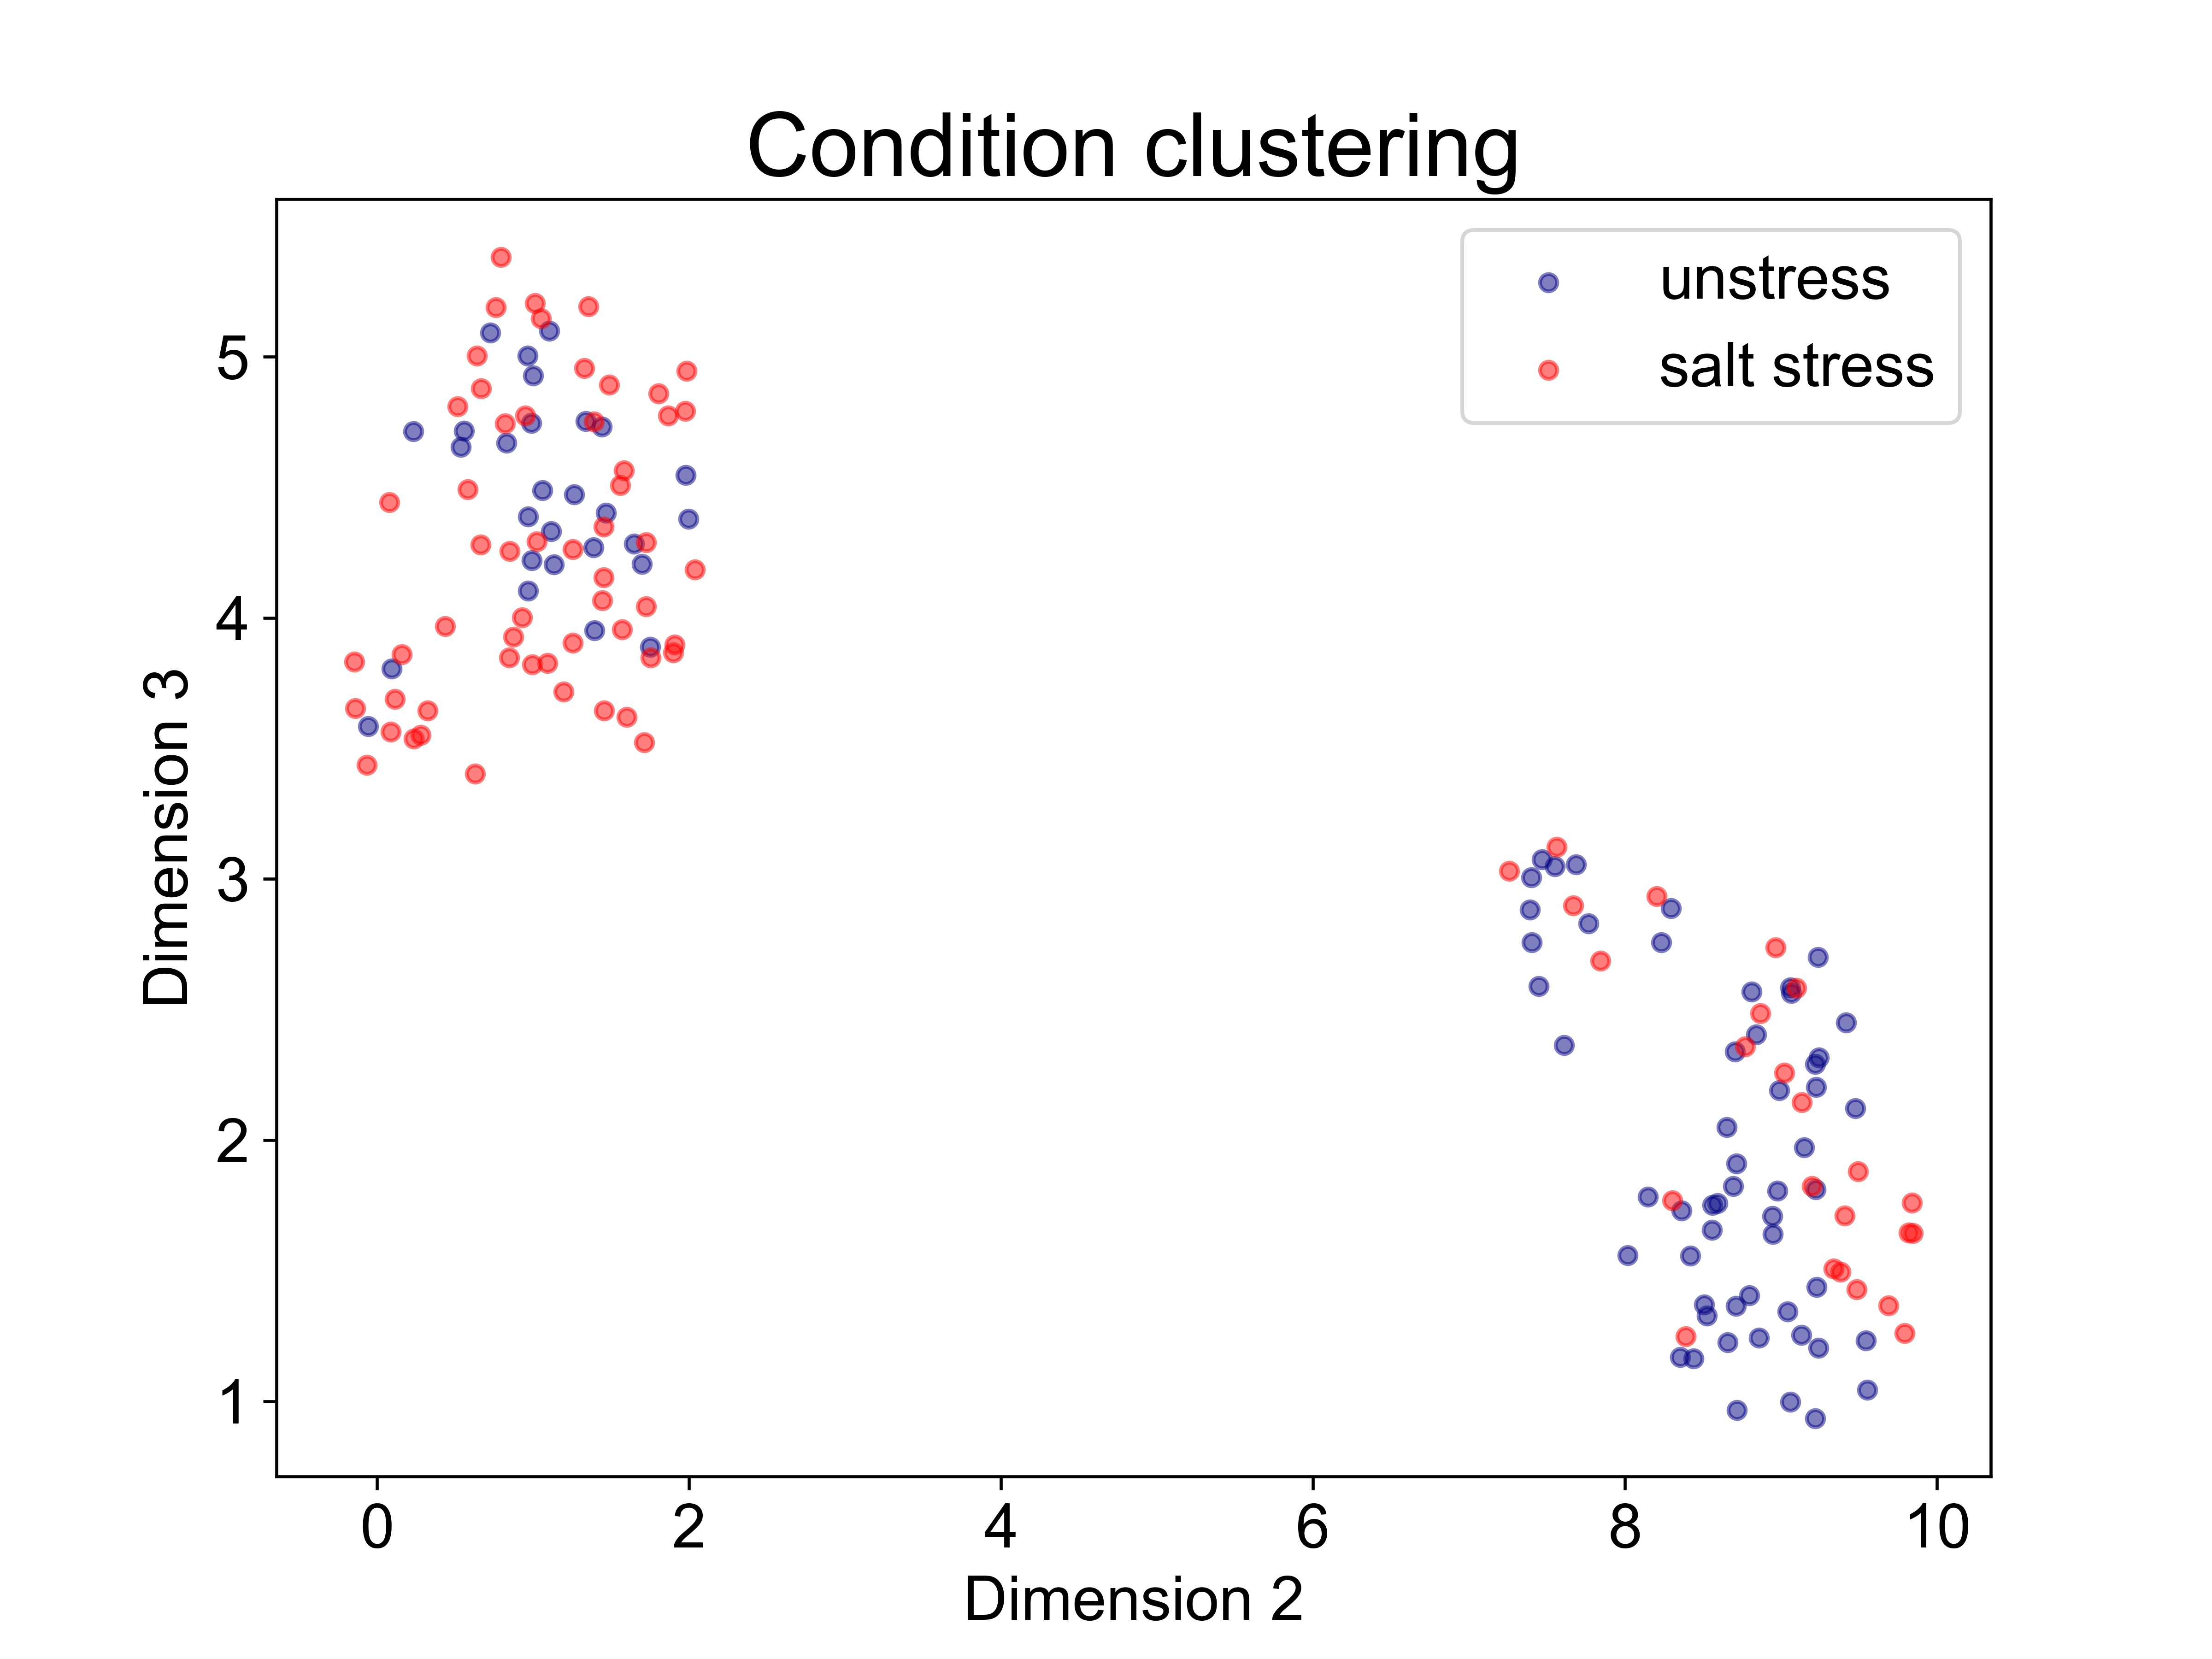 Condition clustering
unstress
salt stress
5
4
3
2
1
Dimension 3
0 2 4 6 8 10
Dimension 2